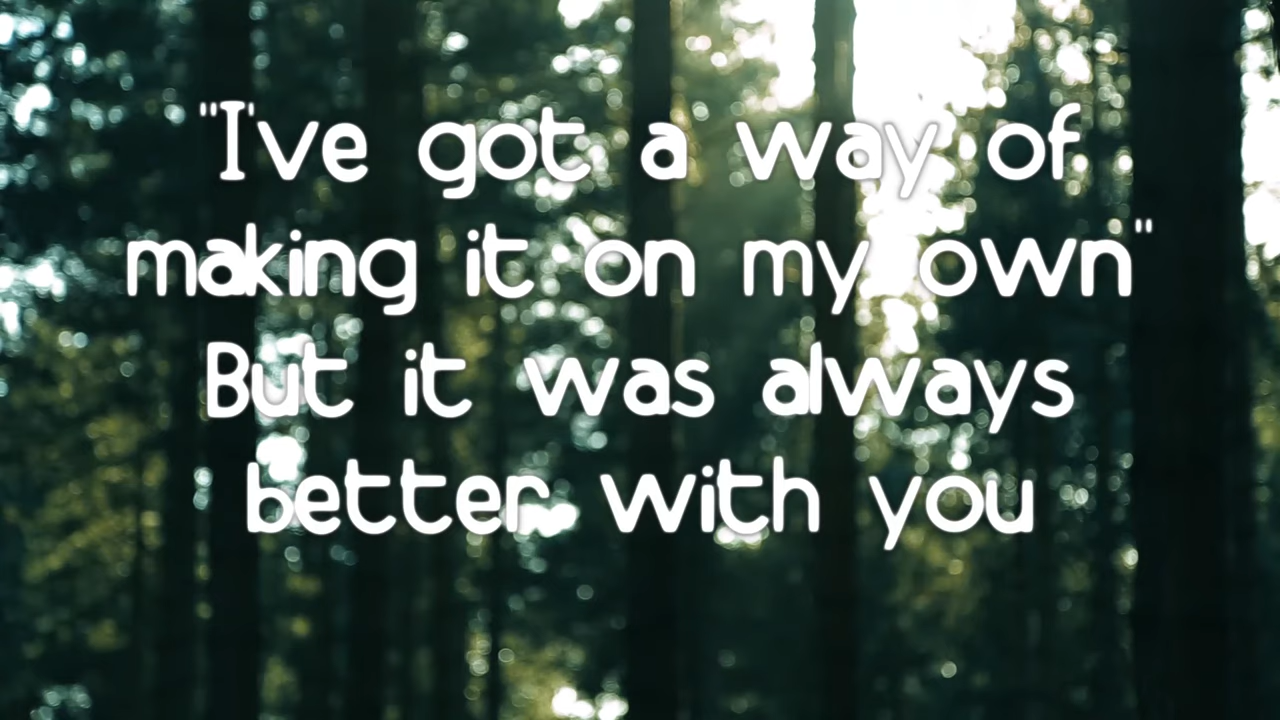 "I've got a way of
making it on my own"
But it was always
better with you